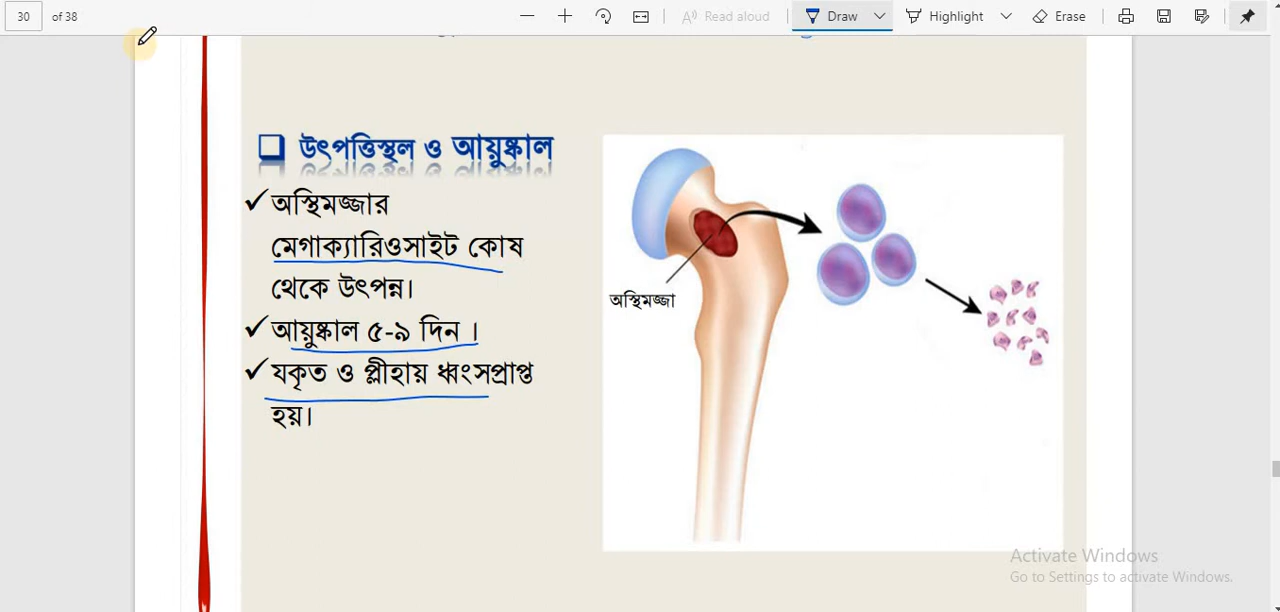 30 of 38 Read aloud Draw Highlight Erase
উৎপত্তিস্থল ও আয়ুষ্কাল
অস্থিমজ্জার
মেগাক্যারিওসাইট কোষ
থেকে উৎপন্ন।
আয়ুষ্কাল ৫-৯ দিন ।
যকৃত ও প্লীহায় ধ্বংসপ্রাপ্ত
হয়।
অস্থিমজ্জা
Activate Windows
Go to Settings to activate Windows.